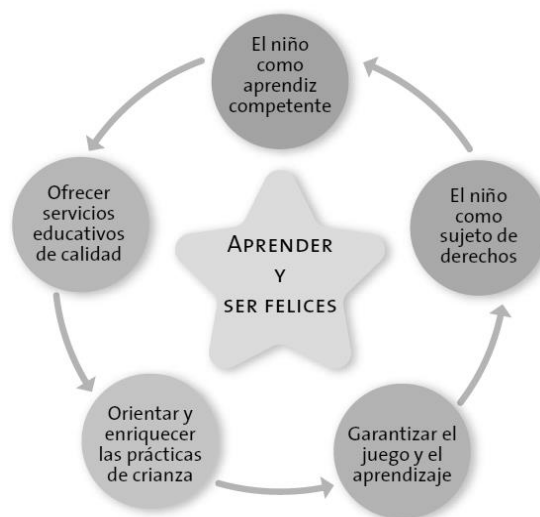 El niño
como
aprendiz
competente
Ofrecer
servicios
educativos
de calidad
APRENDER
Y
SER FELICES
El niño
como
sujeto de
derechos
Orientar y
enriquecer
las prácticas
de crianza
Garantizar el
juego y el
aprendizaje